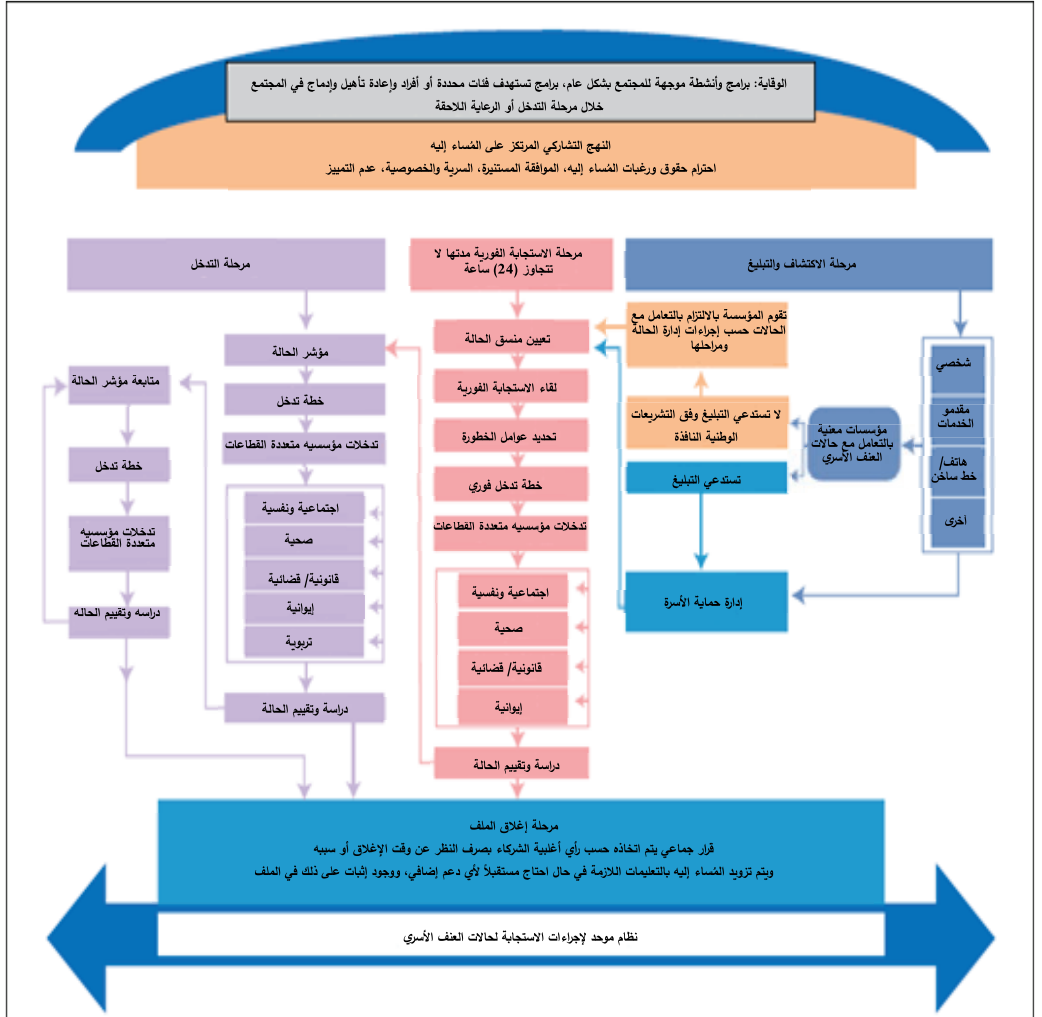 الوقاية: برامج وأنشطة موجهة للمجتمع بشكل عام، برامج تستهدف فئات محددة أو أفراد وإعادة تأهيل وإدماج في المجتمع
خلال مرحلة التدخل أو الرعاية اللاحقة
النهج التشاركي المرتكز على المُساء إليه
احترام حقوق ورغبات المُساء إليه، الموافقة المستنيرة، السرية والخصوصية، عدم التمييز
مرحلة الاكتشاف والتبليغ
شخصي
مقدمو
الخدمات
هاتف/
خط ساخن
أخرى
مؤسسات معنية
بالتعامل مع حالات
العنف الأسري
تقوم المؤسسة بالالتزام بالتعامل مع
الحالات حسب إجراءات إدارة الحالة
ومراحلها
لا تستدعي التبليغ وفق التشريعات
الوطنية النافذة
تستدعي التبليغ
إدارة حماية الأسرة
مرحلة الاستجابة الفورية مدتها لا
تتجاوز (24) ساعة
تعيين منسق الحالة
لقاء الاستجابة الفورية
تحديد عوامل الخطورة
خطة تدخل فوري
تدخلات مؤسسيه متعددة القطاعات
اجتماعية ونفسية
صحية
قانونية/ قضائية
إيوانية
دراسة وتقييم الحالة
مرحلة التدخل
مؤشر الحالة
خطة تدخل
تدخلات مؤسسيه متعددة القطاعات
اجتماعية ونفسية
صحية
قانونية/ قضائية
إيوانية
تربوية
دراسة وتقييم الحالة
متابعة مؤشر الحالة
خطة تدخل
تدخلات مؤسسيه
متعددة القطاعات
دراسه وتقييم الحاله
مرحلة إغلاق الملف
قرار جماعي يتم اتخاذه حسب رأي أغلبية الشركاء بصرف النظر عن وقت الإغلاق أو سببه
ويتم تزويد المُساء إليه بالتعليمات اللازمة في حال احتاج مستقبلاً لأي دعم إضافي، ووجود إثبات على ذلك في الملف
نظام موحد لإجراءات الاستجابة لحالات العنف الأسري